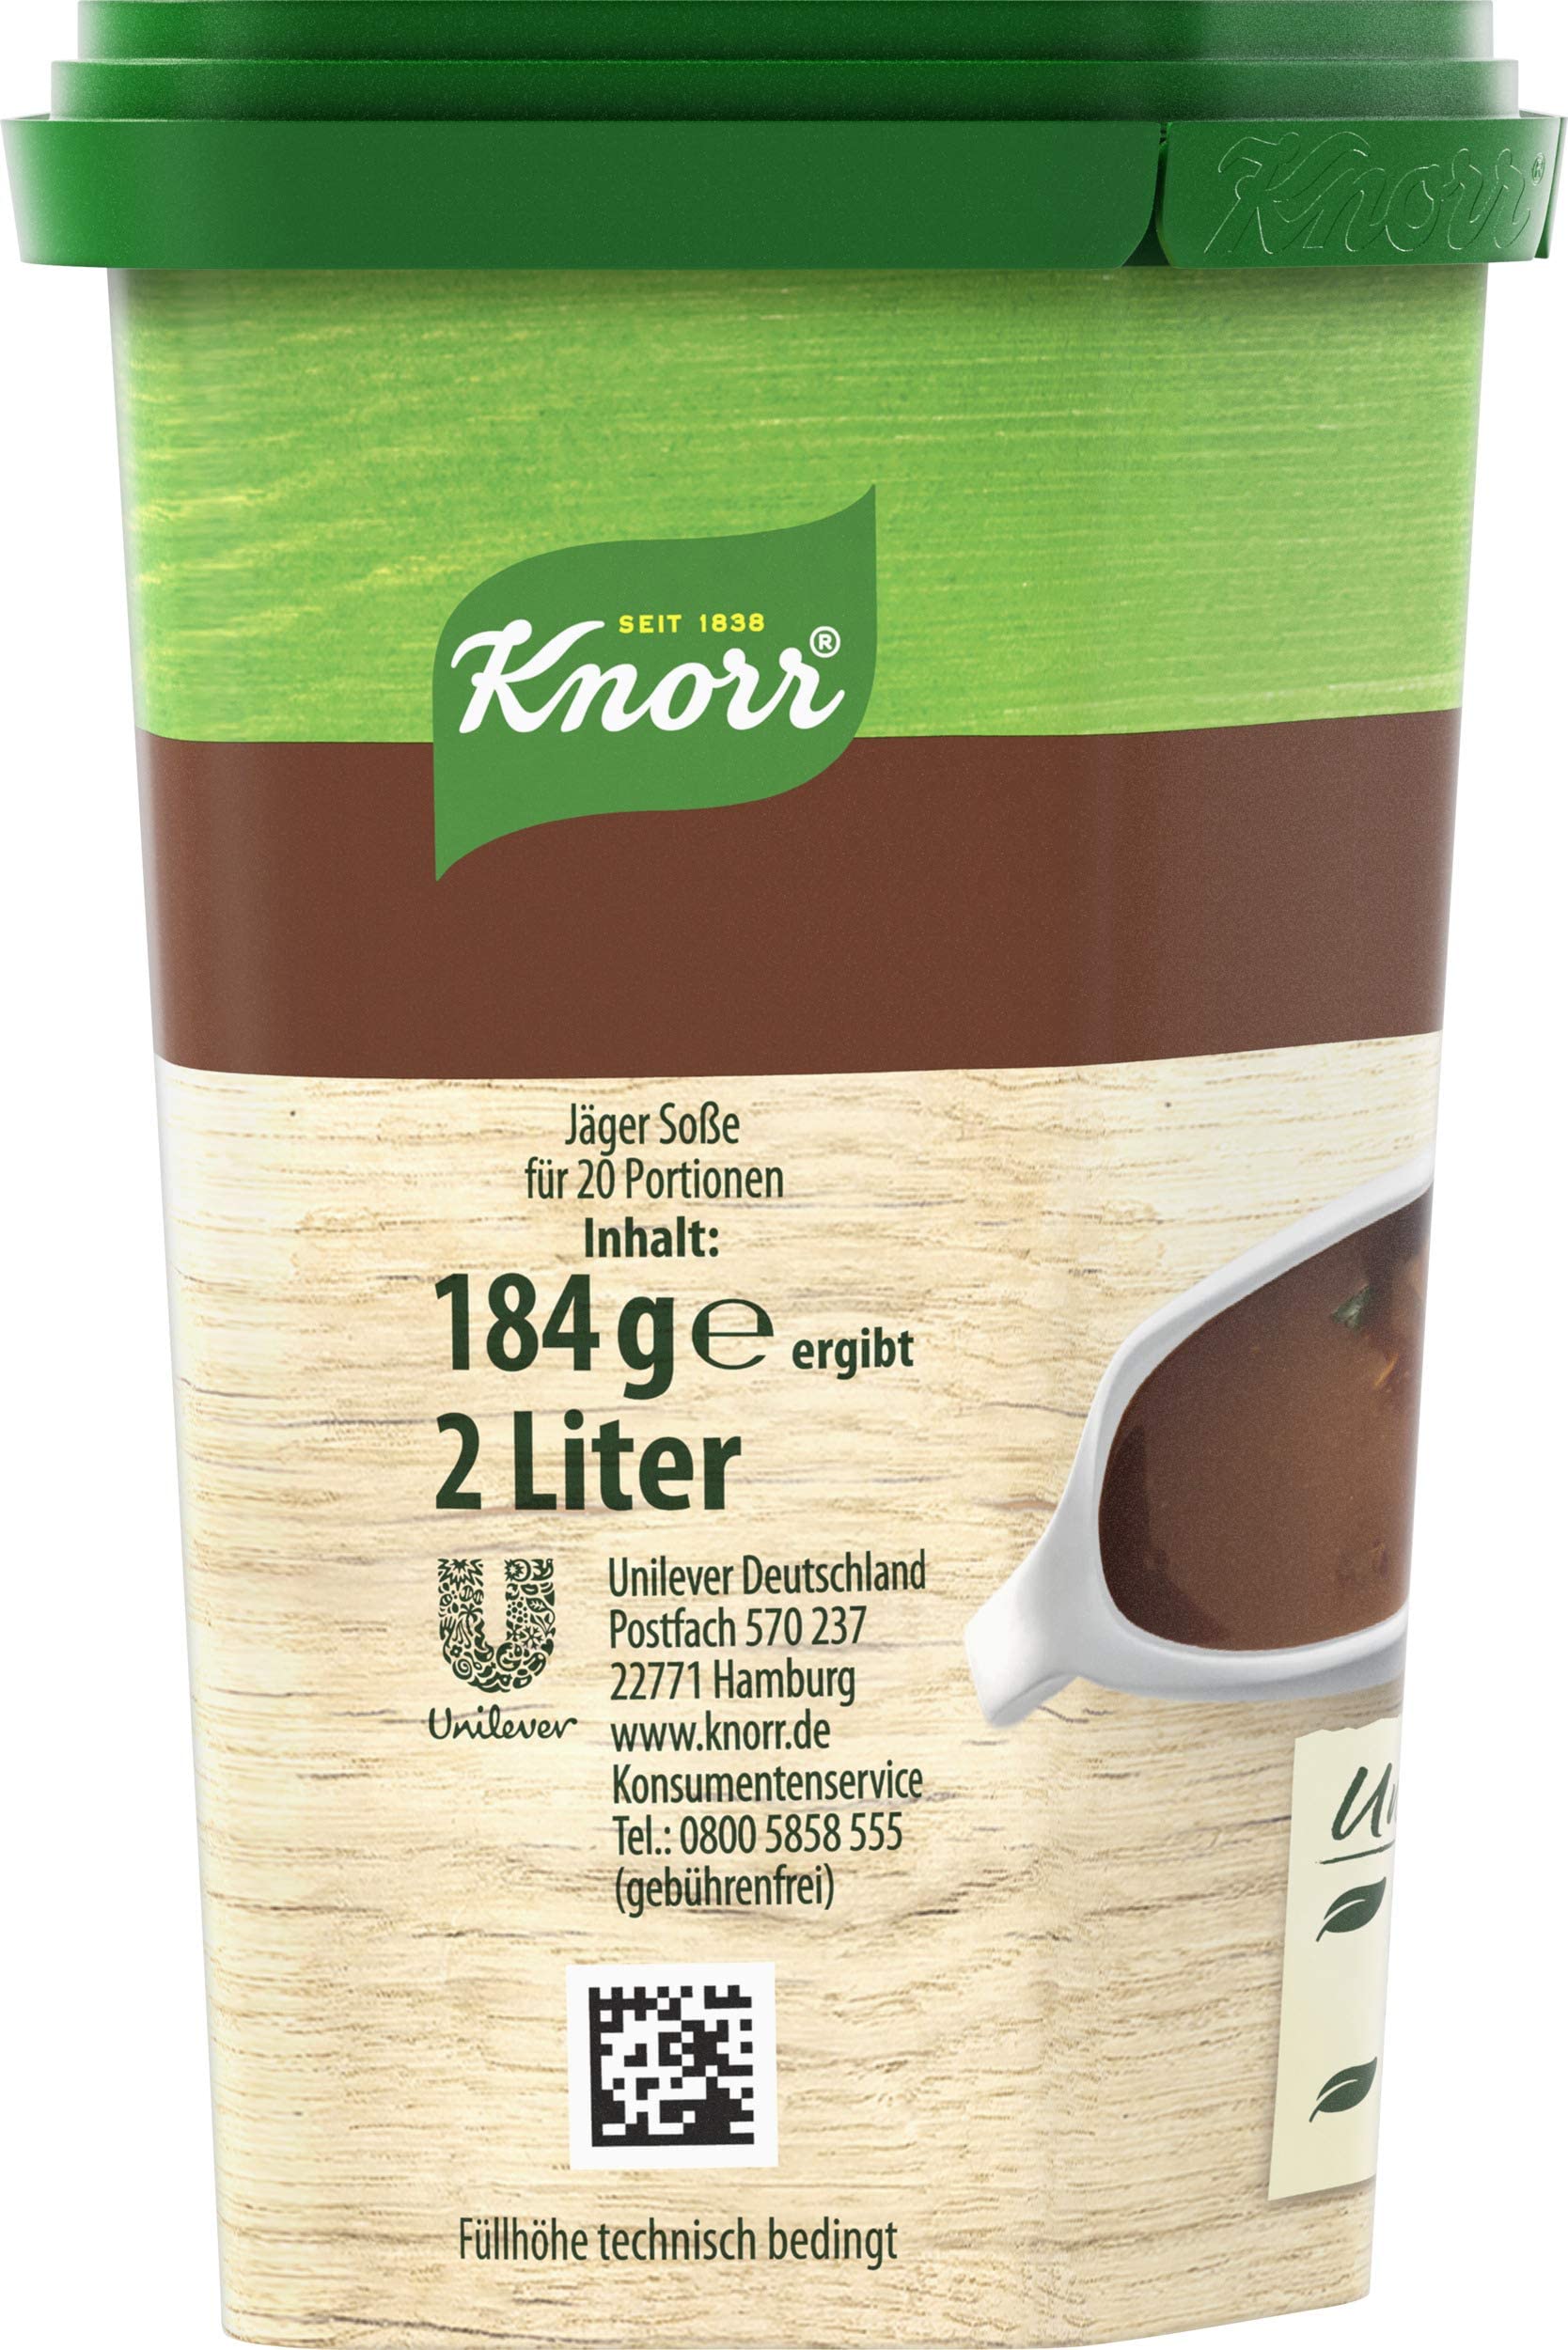 Knorr®
SEIT 1838
Knorr®
Jäger Soße
für 20 Portionen
Inhalt:
184 g ℮ ergibt
2 Liter
Unilever
Unilever Deutschland
Postfach 570 237
22771 Hamburg
www.knorr.de
Konsumentenservice
Tel.: 0800 5858 555
(gebührenfrei)
Füllhöhe technisch bedingt